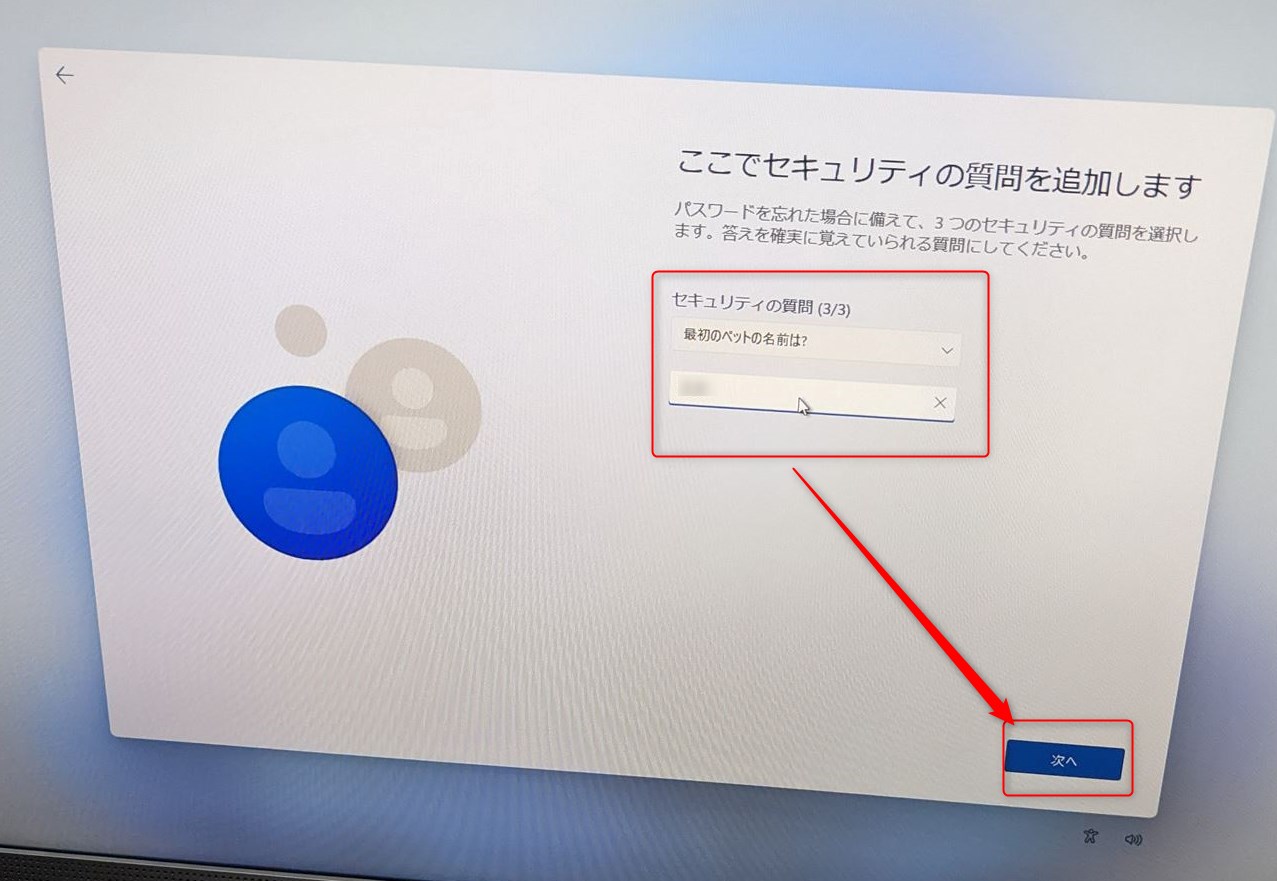 ここでセキュリティの質問を追加します
パスワードを忘れた場合に備えて、3 つのセキュリティの質問を選択し
ます。答えを確実に覚えていられる質問にしてください。
セキュリティの質問 (3/3)
最初のペットの名前は?
次へ